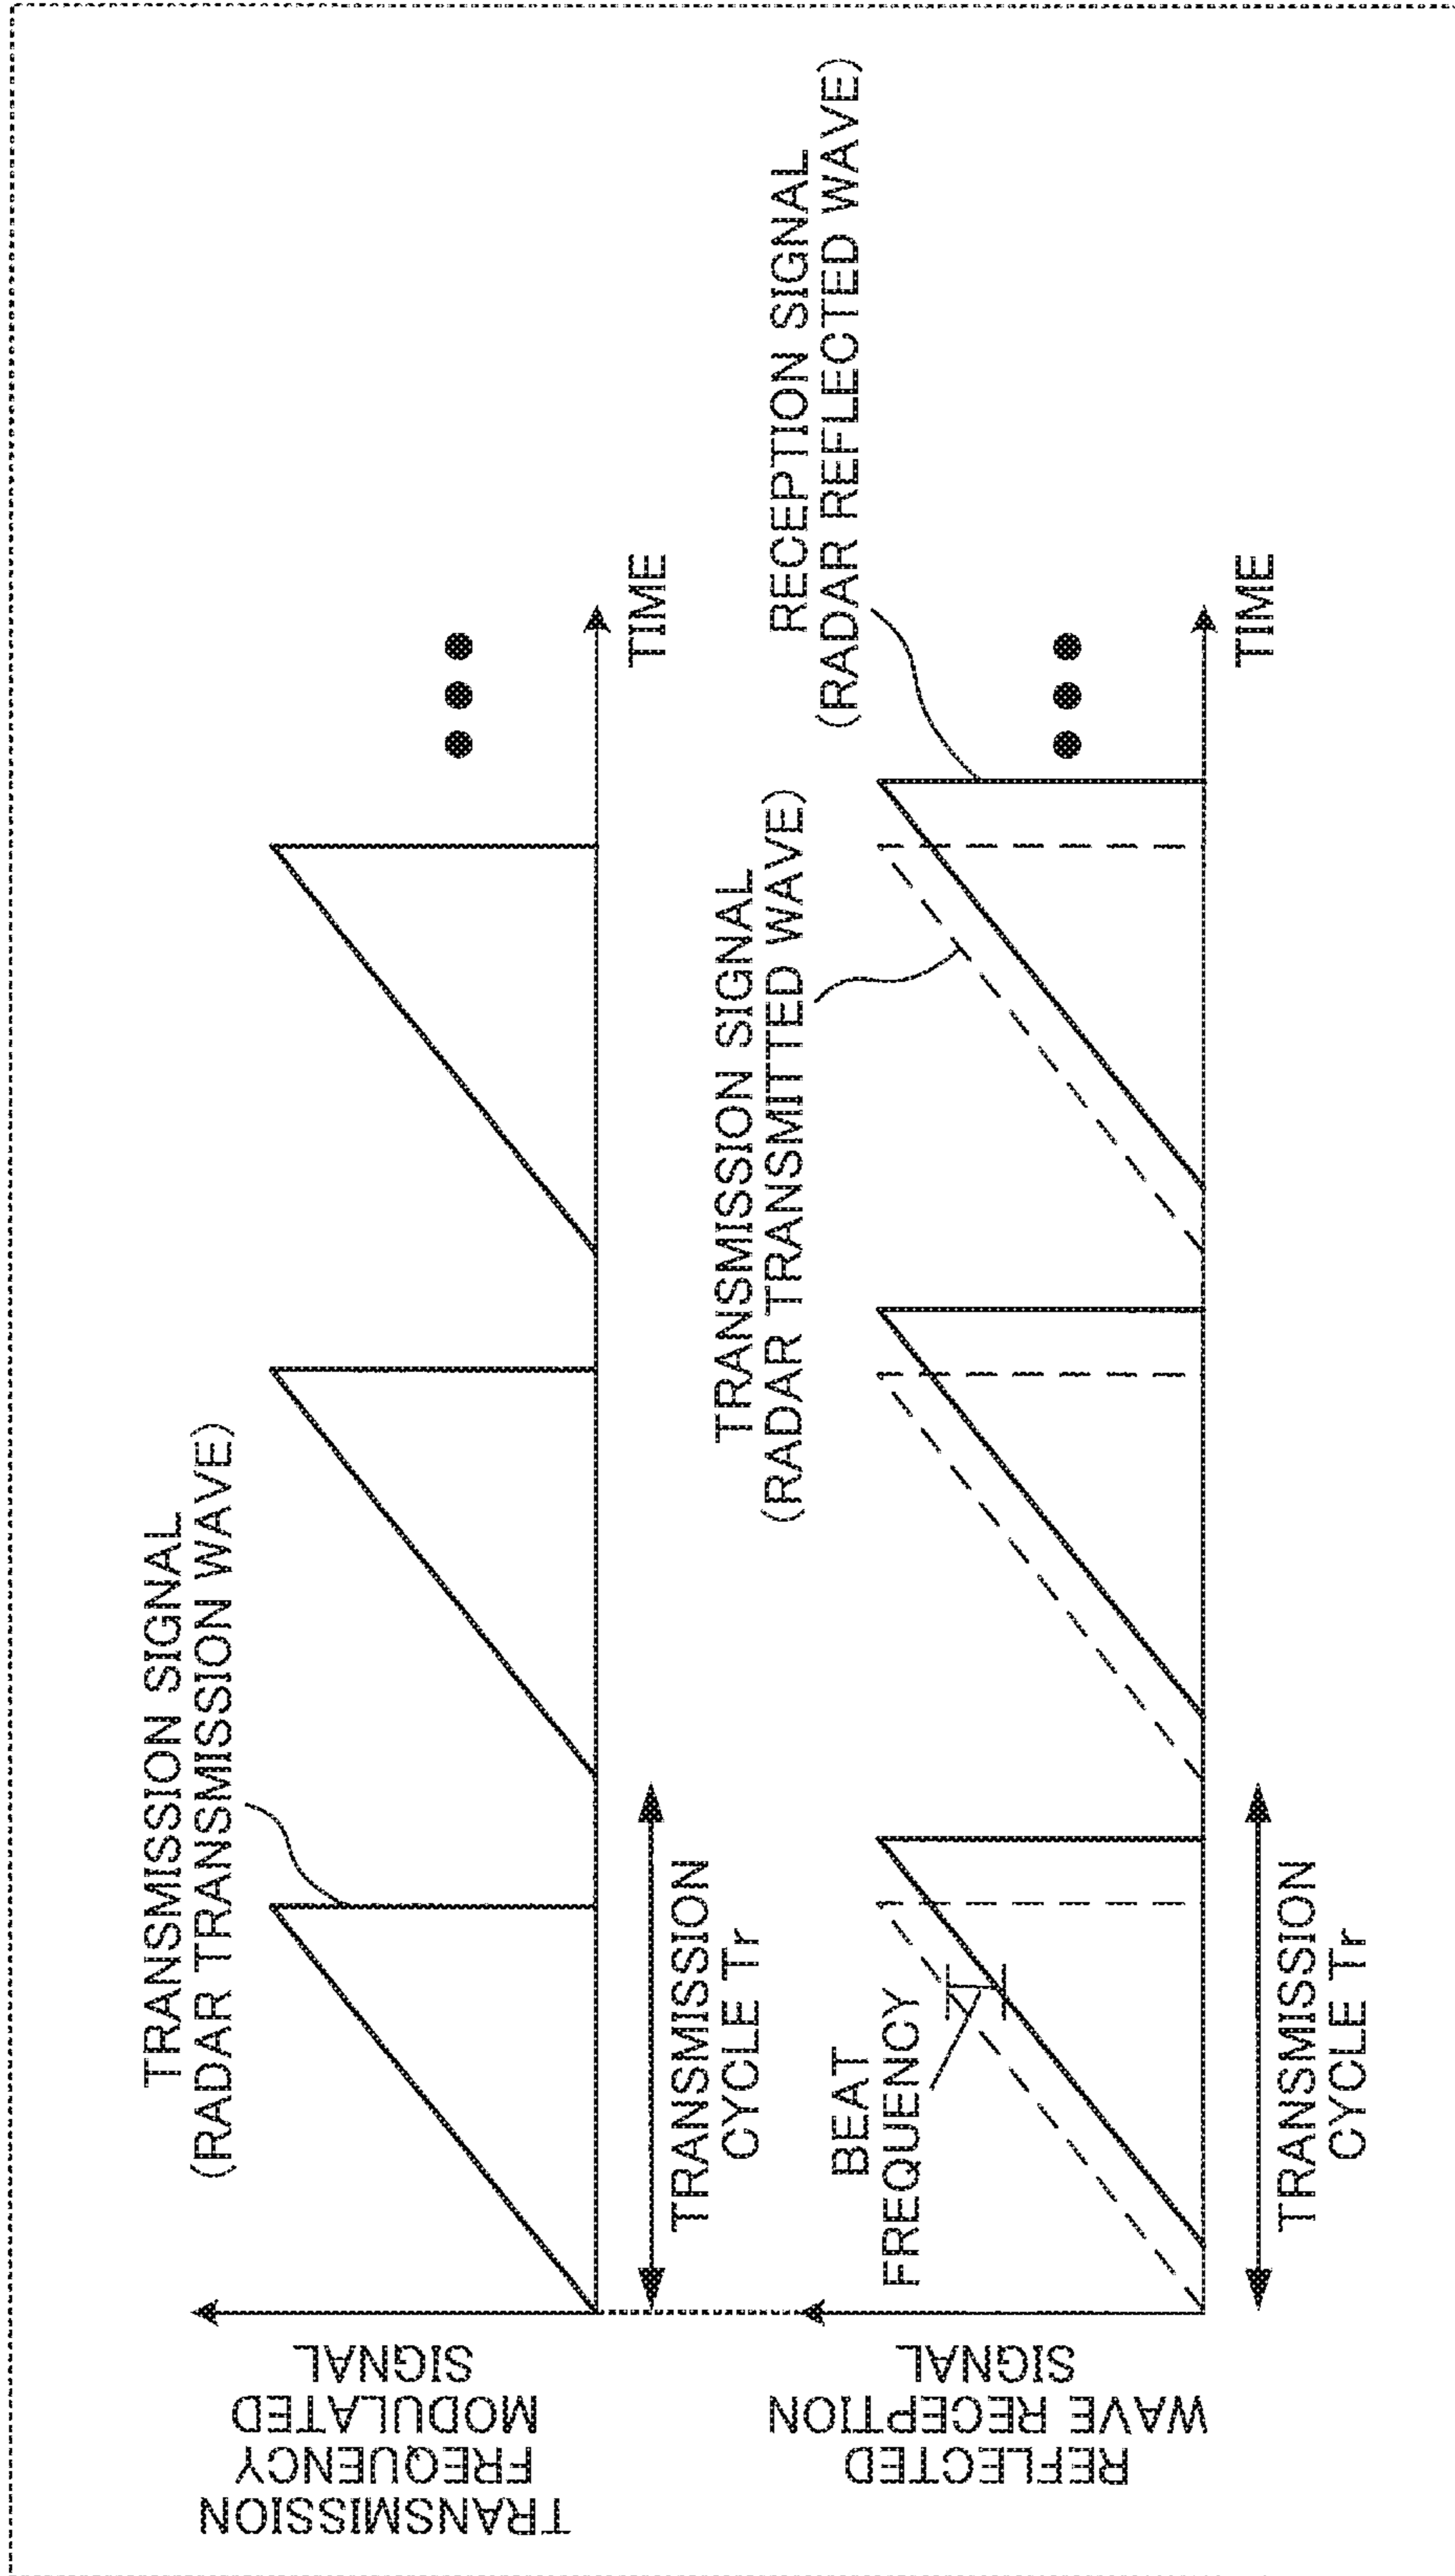 TRANSMISSION
FREQUENCY
MODULATED
SIGNAL
TRANSMISSION SIGNAL
(RADAR TRANSMISSION WAVE)
TIME
TRANSMISSION
CYCLE Tr
REFLECTED
WAVE RECEPTION
SIGNAL
BEAT
FREQUENCY
TRANSMISSION SIGNAL
(RADAR TRANSMITTED WAVE)
RECEPTION SIGNAL
(RADAR REFLECTED WAVE)
TIME
TRANSMISSION
CYCLE Tr